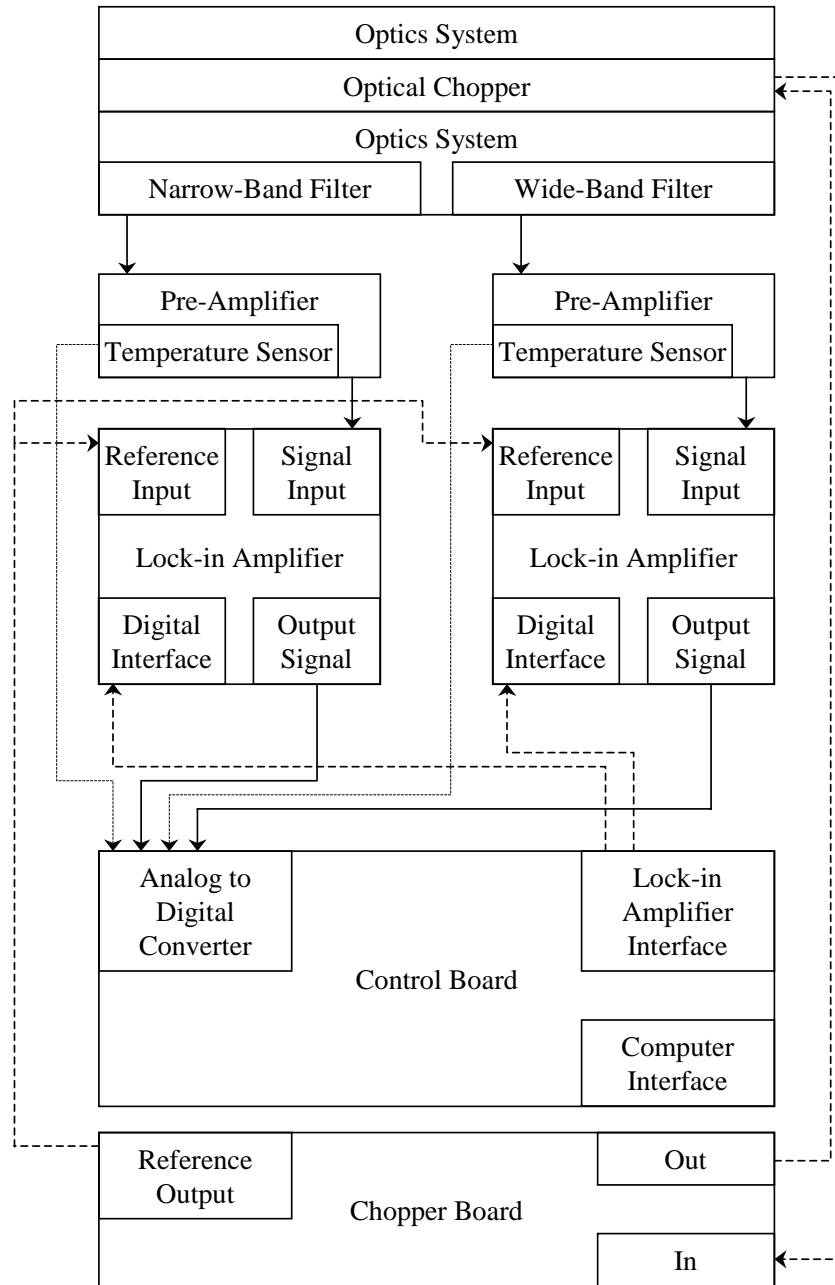 Optics System
Optical Chopper
Optics System
Narrow-Band Filter
Wide-Band Filter
Pre-Amplifier
Temperature Sensor
Pre-Amplifier
Temperature Sensor
Reference
Input
Signal
Input
Lock-in Amplifier
Digital
Interface
Output
Signal
Reference
Input
Signal
Input
Lock-in Amplifier
Digital
Interface
Output
Signal
Analog to
Digital
Converter
Lock-in
Amplifier
Interface
Control Board
Computer
Interface
Reference
Output
Out
Chopper Board
In